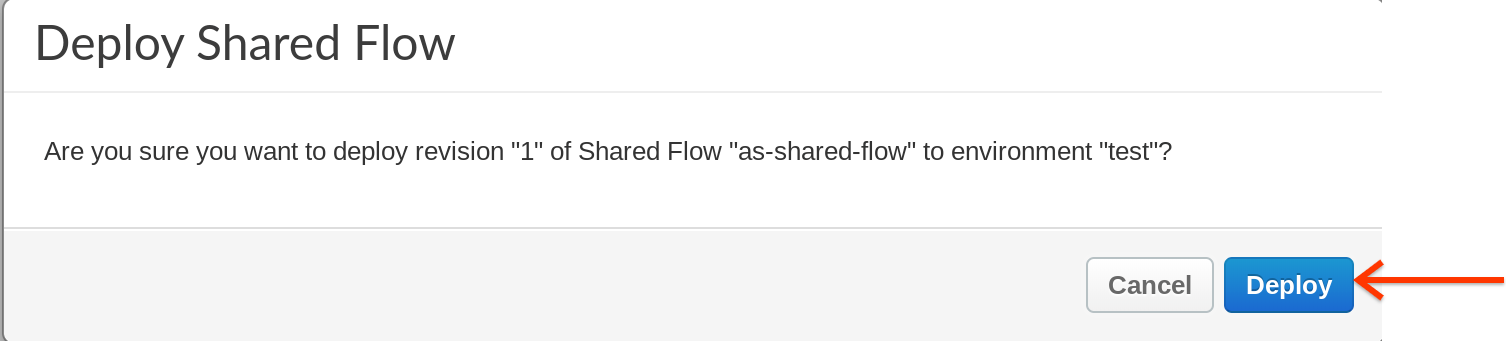 Deploy Shared Flow
Are you sure you want to deploy revision "1" of Shared Flow "as-shared-flow" to environment "test"?
Cancel Deploy